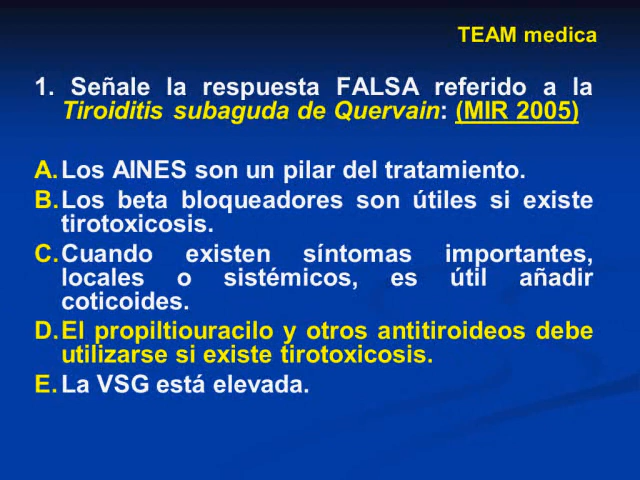 TEAM medica
1. Señale la respuesta FALSA referido a la
Tiroiditis subaguda de Quervain: (MIR 2005)
A. Los AINES son un pilar del tratamiento.
B. Los beta bloqueadores son útiles si existe
tirotoxicosis.
C. Cuando existen síntomas importantes,
locales o sistémicos, es útil añadir
coticoides.
D. El propiltiouracilo y otros antitiroideos debe
utilizarse si existe tirotoxicosis.
E. La VSG está elevada.